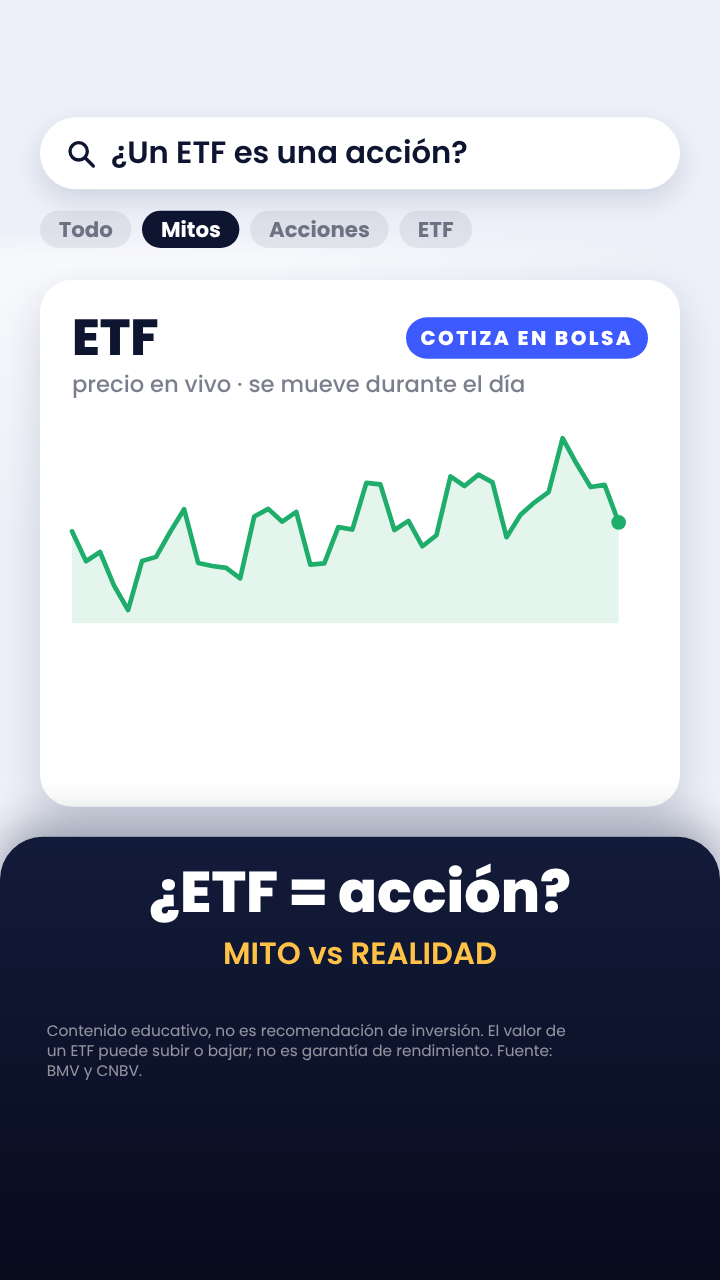 ¿Un ETF es una acción?
Todo Mitos Acciones ETF
ETF
COTIZA EN BOLSA
precio en vivo · se mueve durante el día
¿ETF = acción?
MITO vs REALIDAD
Contenido educativo, no es recomendación de inversión. El valor de
un ETF puede subir o bajar; no es garantía de rendimiento. Fuente:
BMV y CNBV.